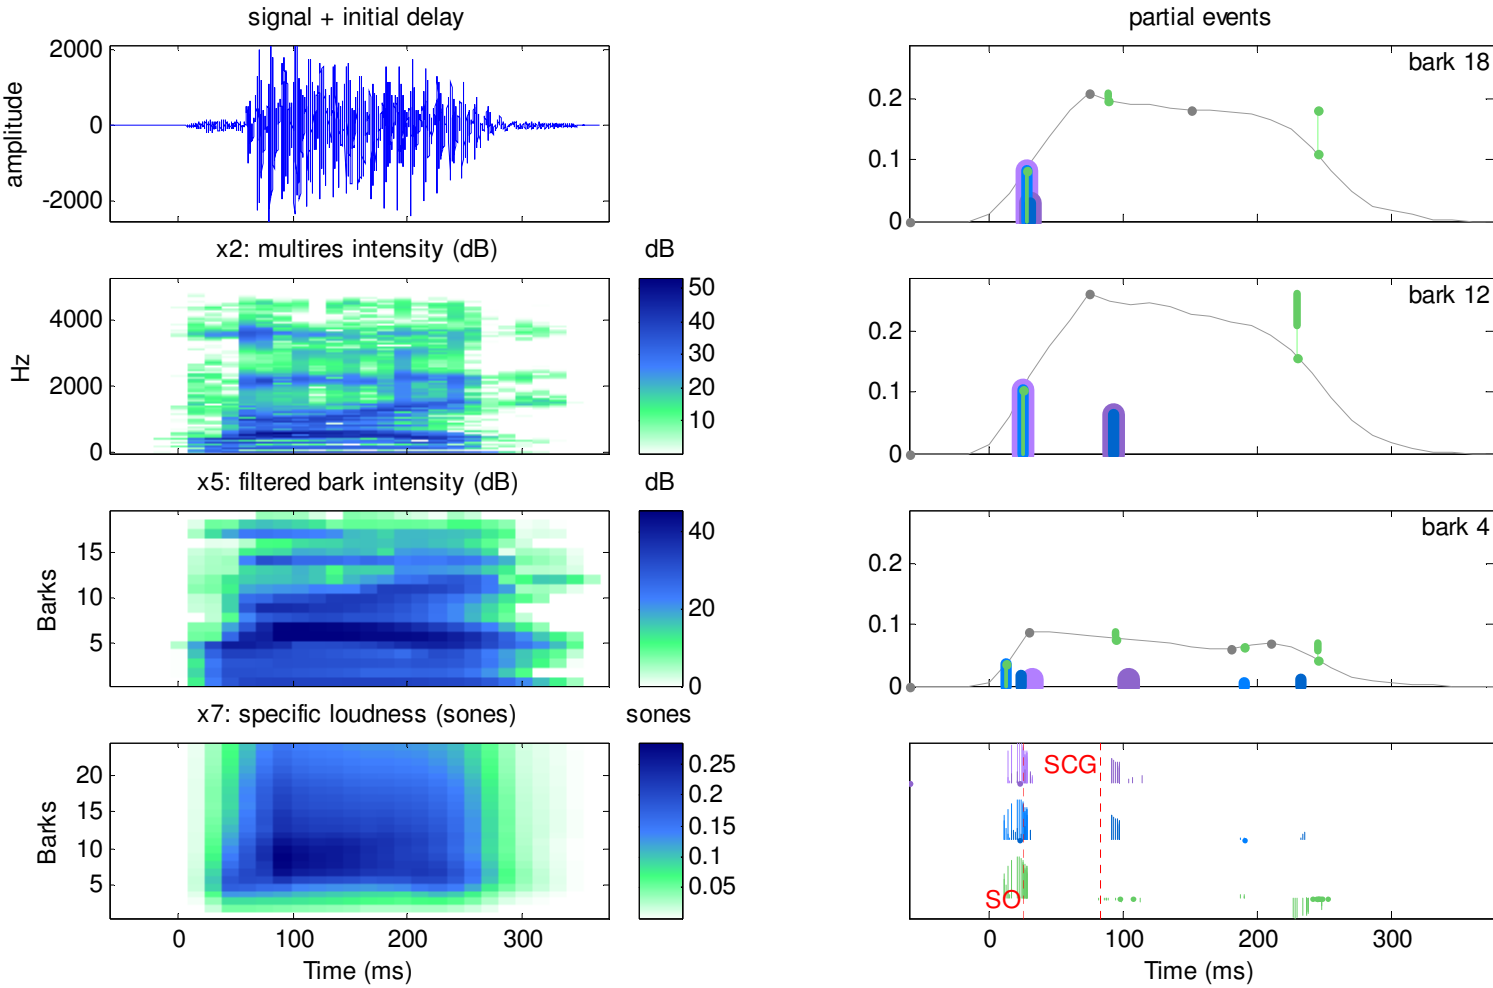 signal + initial delay
2000
0
-2000
amplitude
x2: multires intensity (dB)
dB
4000
2000
0
Hz
50
40
30
20
10
x5: filtered bark intensity (dB)
dB
15
10
5
Barks
40
20
0
x7: specific loudness (sones)
sones
20
15
10
5
Barks
0.25
0.2
0.15
0.1
0.05
0
100
200
300
Time (ms)
partial events
bark 18
0.2
0.1
0
bark 12
0.2
0.1
0
bark 4
0.2
0.1
0
SCG
SO
0
100
200
300
Time (ms)